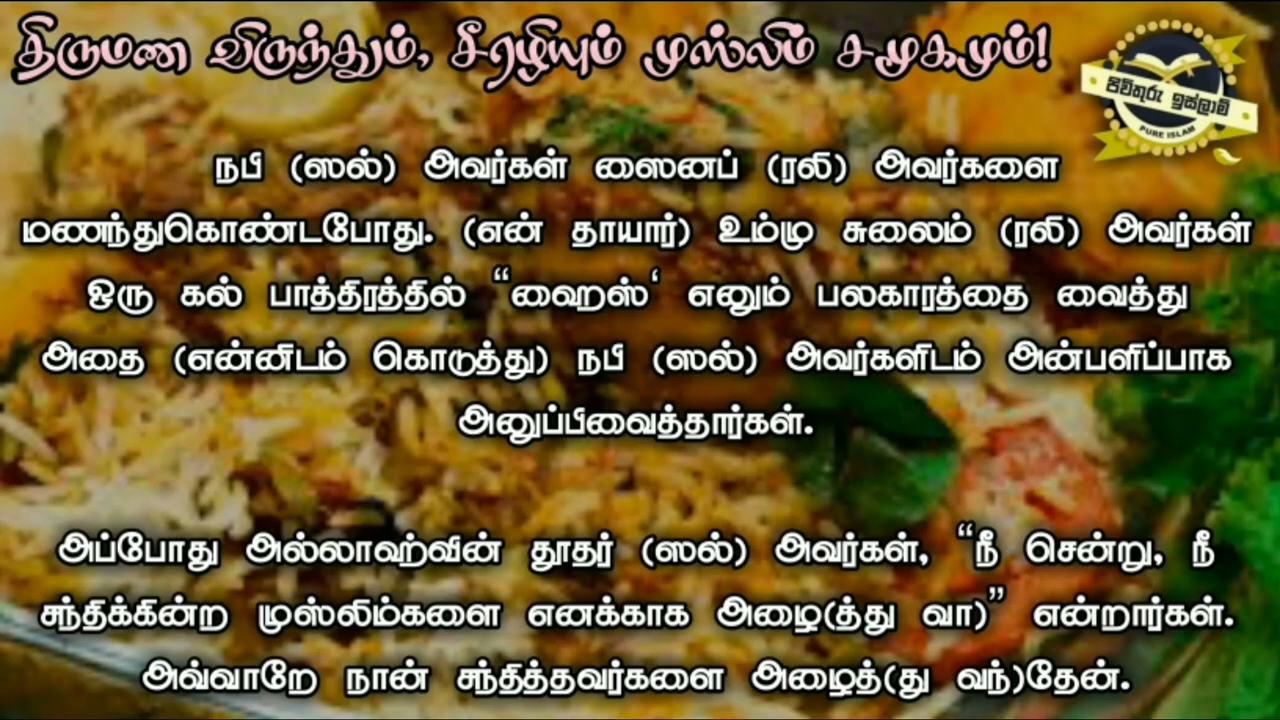 திருமண விருந்தும், சீரழியும் முஸ்லிம் சமுகமும்!
පිවිතුරු ඉස්ලාම්
PURE ISLAM
நபி (ஸல்) அவர்கள் ஸைனப் (ரலி) அவர்களை
மணந்துகொண்டபோது. (என் தாயார்) உம்மு சுலைம் (ரலி) அவர்கள்
ஒரு கல் பாத்திரத்தில் “ஹைஸ்‘ எனும் பலகாரத்தை வைத்து
அதை (என்னிடம் கொடுத்து) நபி (ஸல்) அவர்களிடம் அன்பளிப்பாக
அனுப்பிவைத்தார்கள்.
அப்போது அல்லாஹ்வின் தூதர் (ஸல்) அவர்கள், “நீ சென்று, நீ
சந்திக்கின்ற முஸ்லிம்களை எனக்காக அழை(த்து வா)” என்றார்கள்.
அவ்வாறே நான் சந்தித்தவர்களை அழைத்(து வந்)தேன்.